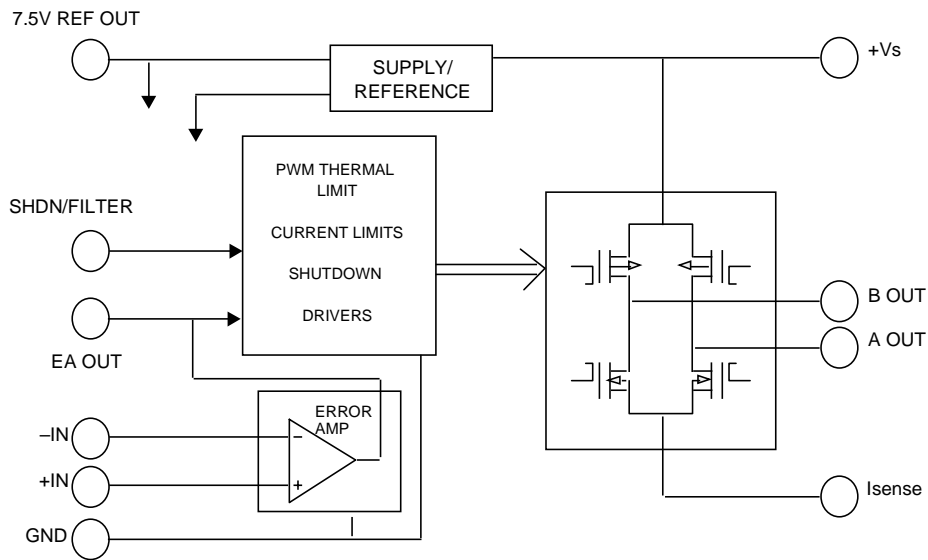 7.5V REF OUT
SUPPLY/
REFERENCE
+Vs
PWM THERMAL
LIMIT
CURRENT LIMITS
SHUTDOWN
DRIVERS
SHDN/FILTER
EA OUT
B OUT
A OUT
ERROR
AMP
–IN
–
+IN
+
GND
Isense